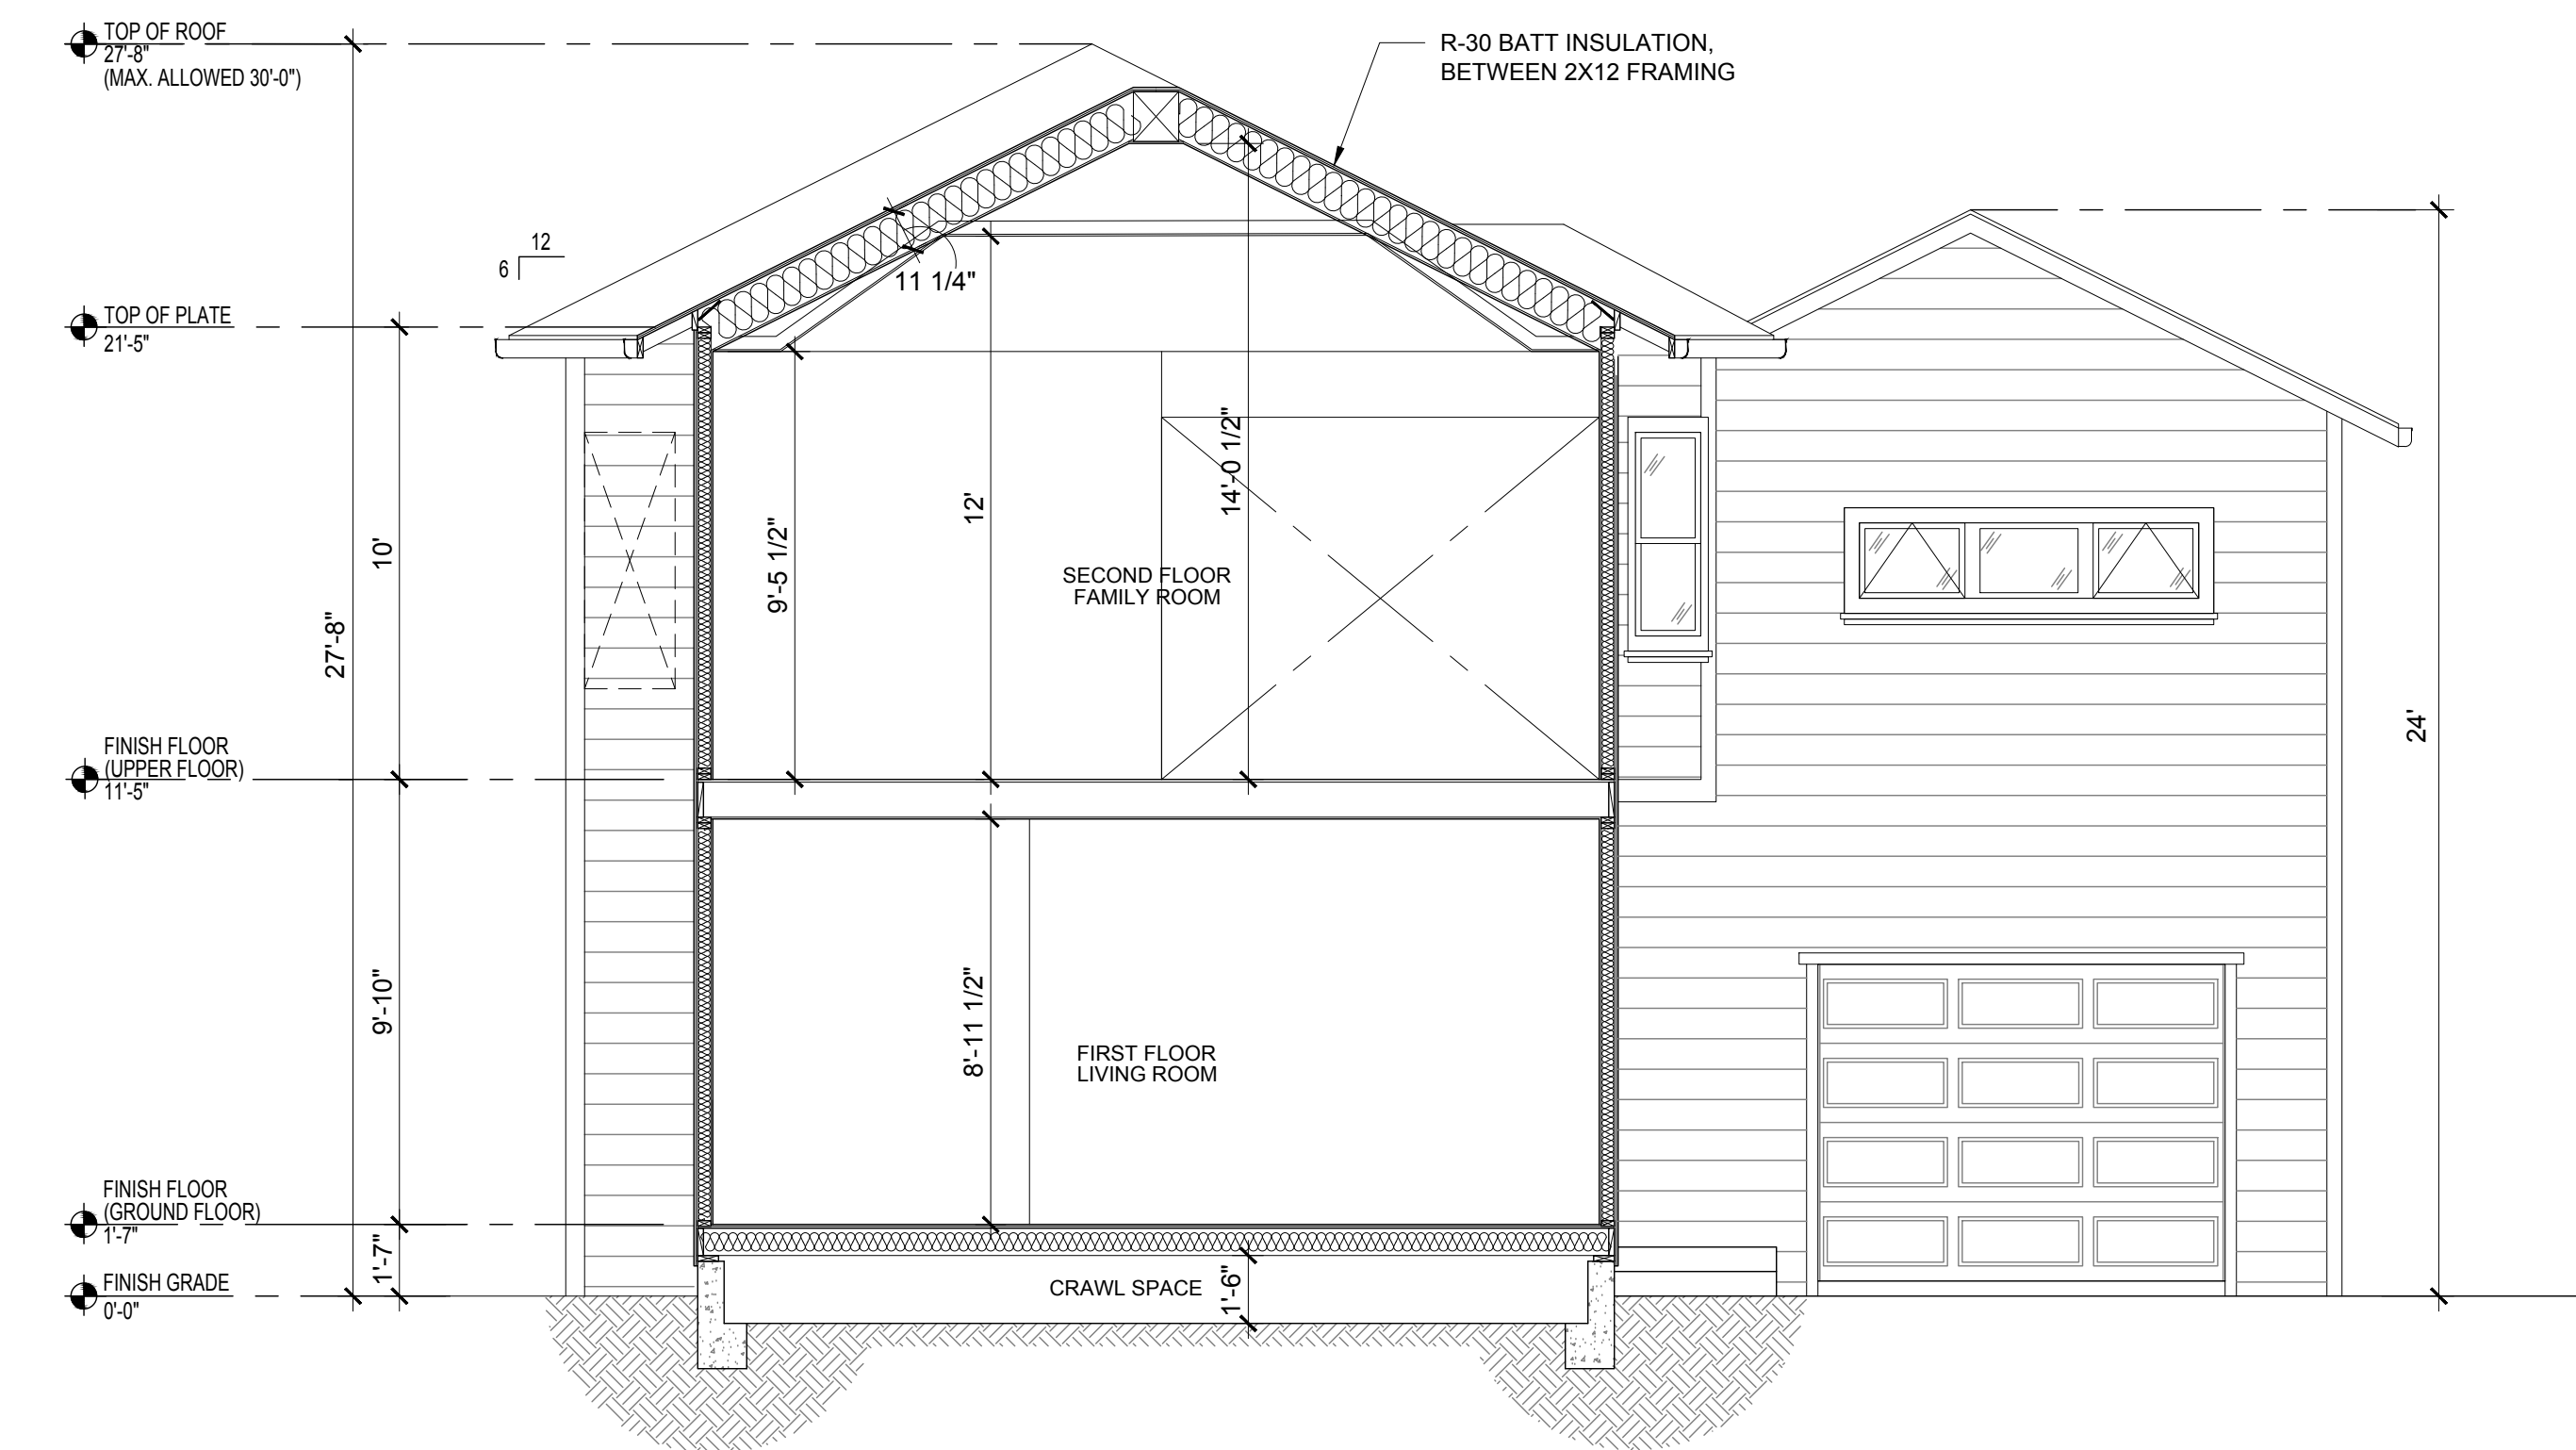 TOP OF ROOF
27'-8"
(MAX. ALLOWED 30'-0")
R-30 BATT INSULATION,
BETWEEN 2X12 FRAMING
12
6
11 1/4"
TOP OF PLATE
21'-5"
10'
27'-8"
9'-5 1/2"
12'
14'-0 1/2"
SECOND FLOOR
FAMILY ROOM
24'
FINISH FLOOR
(UPPER FLOOR)
11'-5"
9'-10"
8'-11 1/2"
FIRST FLOOR
LIVING ROOM
FINISH FLOOR
(GROUND FLOOR)
1'-7"
1'-7"
CRAWL SPACE
1'-6"
FINISH GRADE
0'-0"